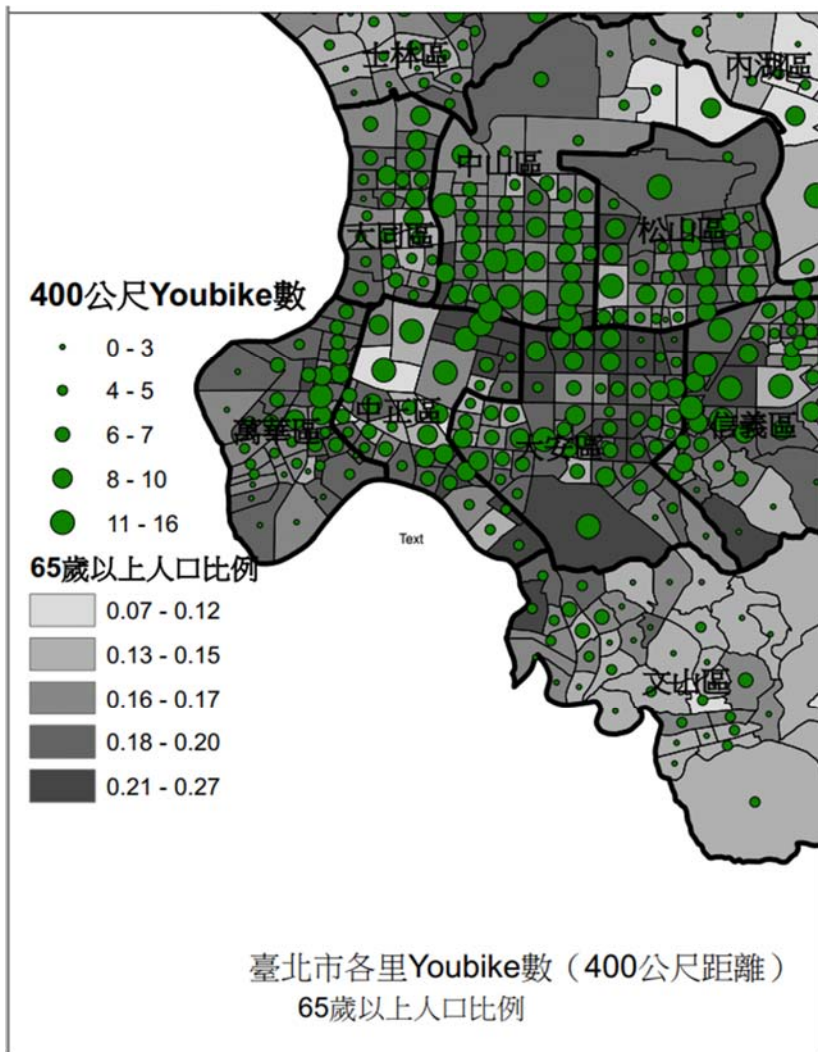 士林區
內湖區
中山區
大同區
松山區
400公尺Youbike數
0 - 3
4 - 5
6 - 7
8 - 10
11 - 16
萬華區
中正區
大安區
信義區
Text
65歲以上人口比例
0.07 - 0.12
0.13 - 0.15
0.16 - 0.17
0.18 - 0.20
0.21 - 0.27
文山區
臺北市各里Youbike數（400公尺距離）
65歲以上人口比例